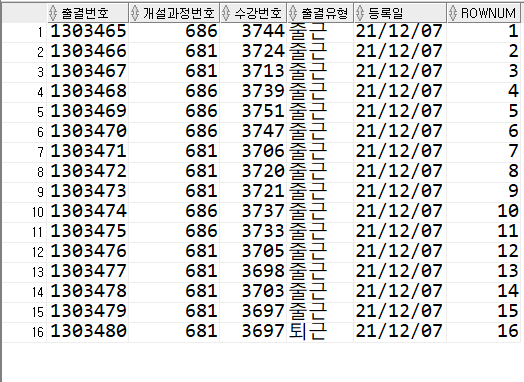 출결번호 개설과정번호 수강번호 출결유형 등록일 ROWNUM
1 1303465 686 3744 출근 21/12/07 1
2 1303466 681 3724 출근 21/12/07 2
3 1303467 681 3713 출근 21/12/07 3
4 1303468 686 3739 출근 21/12/07 4
5 1303469 686 3751 출근 21/12/07 5
6 1303470 686 3747 출근 21/12/07 6
7 1303471 681 3706 출근 21/12/07 7
8 1303472 681 3720 출근 21/12/07 8
9 1303473 681 3721 출근 21/12/07 9
10 1303474 686 3737 출근 21/12/07 10
11 1303475 686 3733 출근 21/12/07 11
12 1303476 681 3705 출근 21/12/07 12
13 1303477 681 3698 출근 21/12/07 13
14 1303478 681 3703 출근 21/12/07 14
15 1303479 681 3697 출근 21/12/07 15
16 1303480 681 3697 퇴근 21/12/07 16